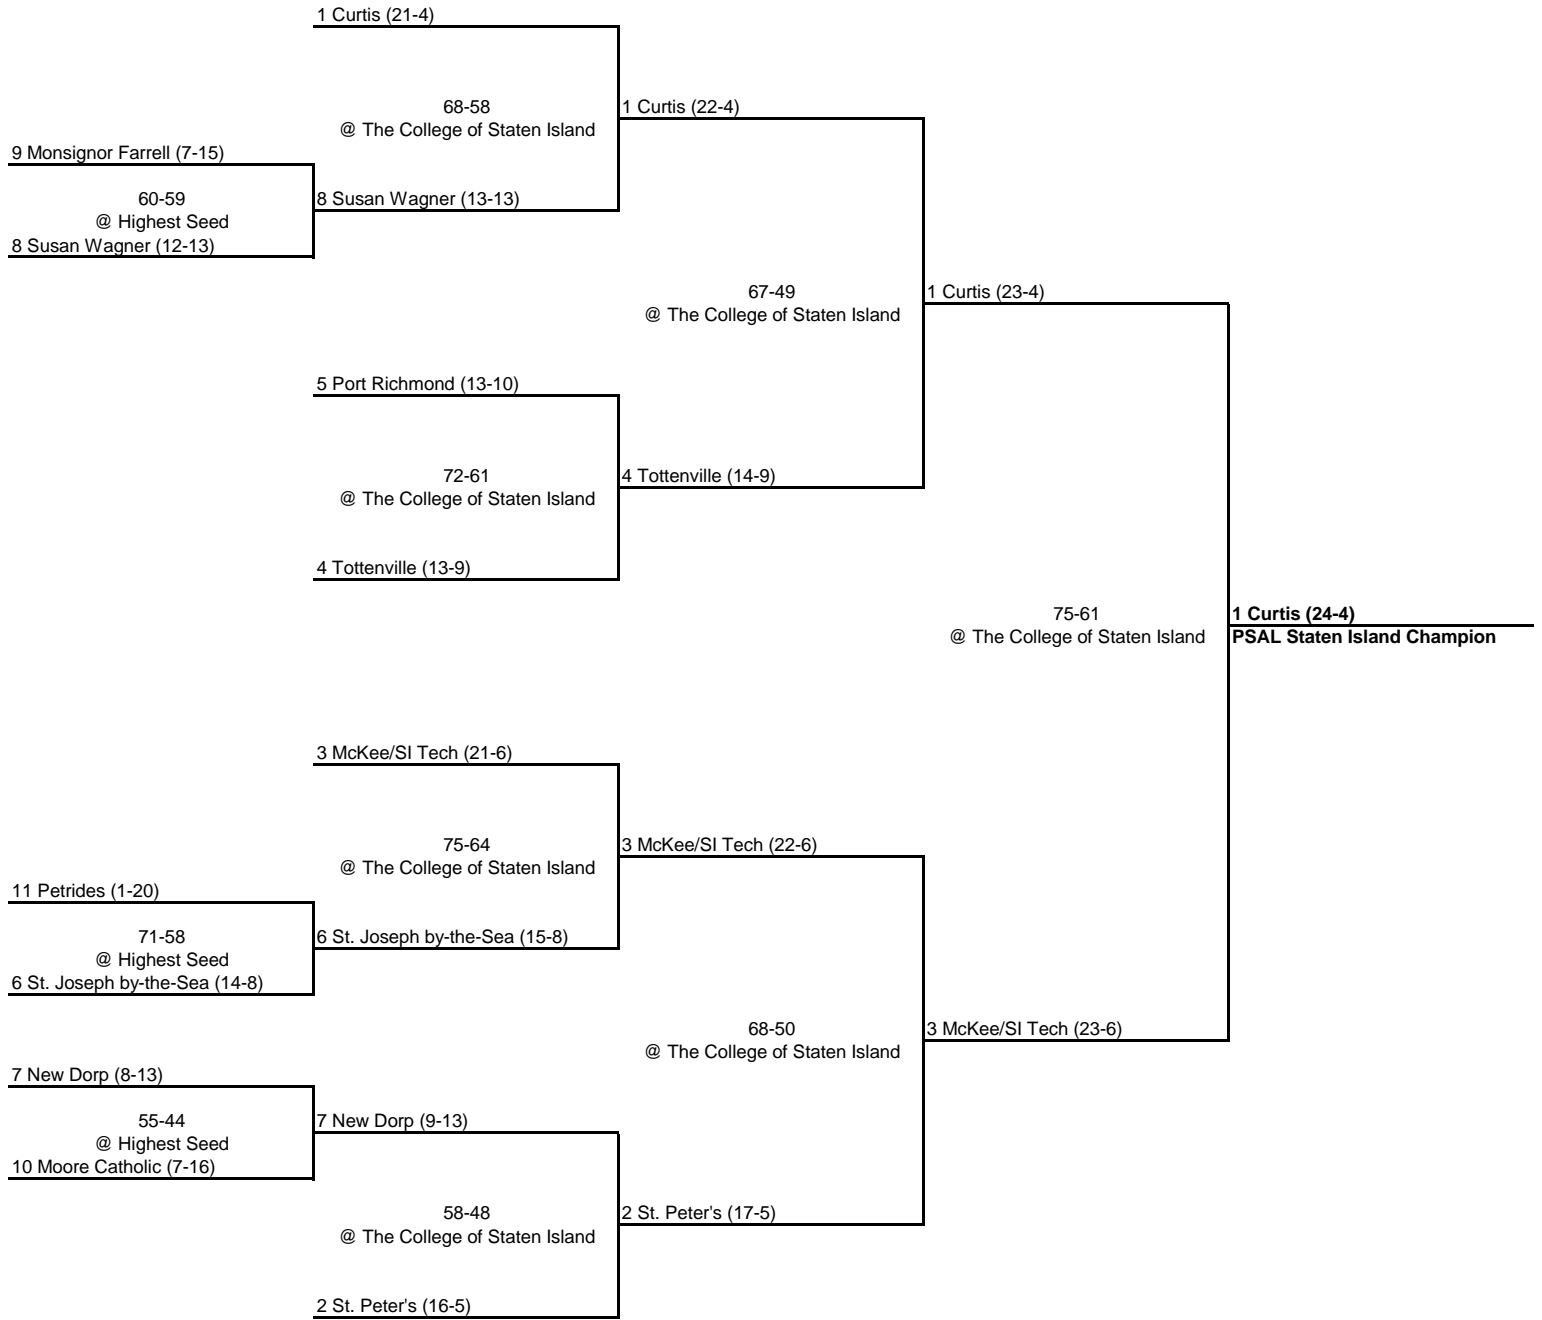 1 Curtis (21-4)
68-58
@ The College of Staten Island
1 Curtis (22-4)
9 Monsignor Farrell (7-15)
60-59
@ Highest Seed
8 Susan Wagner (13-13)
8 Susan Wagner (12-13)
67-49
@ The College of Staten Island
1 Curtis (23-4)
5 Port Richmond (13-10)
72-61
@ The College of Staten Island
4 Tottenville (14-9)
4 Tottenville (13-9)
75-61
@ The College of Staten Island
1 Curtis (24-4)
PSAL Staten Island Champion
3 McKee/SI Tech (21-6)
75-64
@ The College of Staten Island
3 McKee/SI Tech (22-6)
11 Petrides (1-20)
71-58
@ Highest Seed
6 St. Joseph by-the-Sea (15-8)
6 St. Joseph by-the-Sea (14-8)
68-50
@ The College of Staten Island
3 McKee/SI Tech (23-6)
7 New Dorp (8-13)
55-44
@ Highest Seed
7 New Dorp (9-13)
10 Moore Catholic (7-16)
58-48
@ The College of Staten Island
2 St. Peter's (17-5)
2 St. Peter's (16-5)